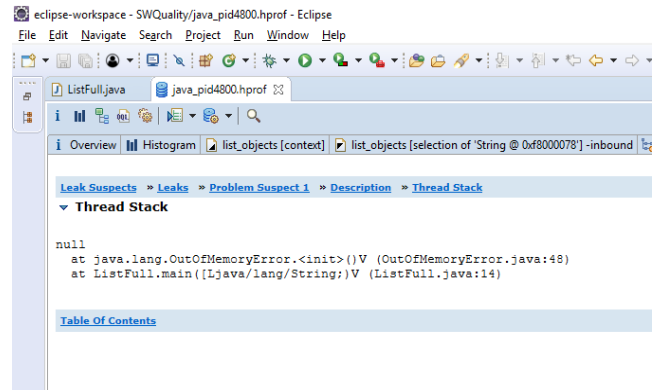 eclipse-workspace - SWQuality/java_pid4800.hprof - Eclipse
File Edit Navigate Search Project Run Window Help
ListFull.java java_pid4800.hprof
i Overview Histogram list_objects [context] list_objects [selection of 'String @ 0xf8000078'] -inbound
Leak Suspects » Leaks » Problem Suspect 1 » Description » Thread Stack
Thread Stack
null
at java.lang.OutOfMemoryError.<init>()V (OutOfMemoryError.java:48)
at ListFull.main([Ljava/lang/String;)V (ListFull.java:14)
Table Of Contents